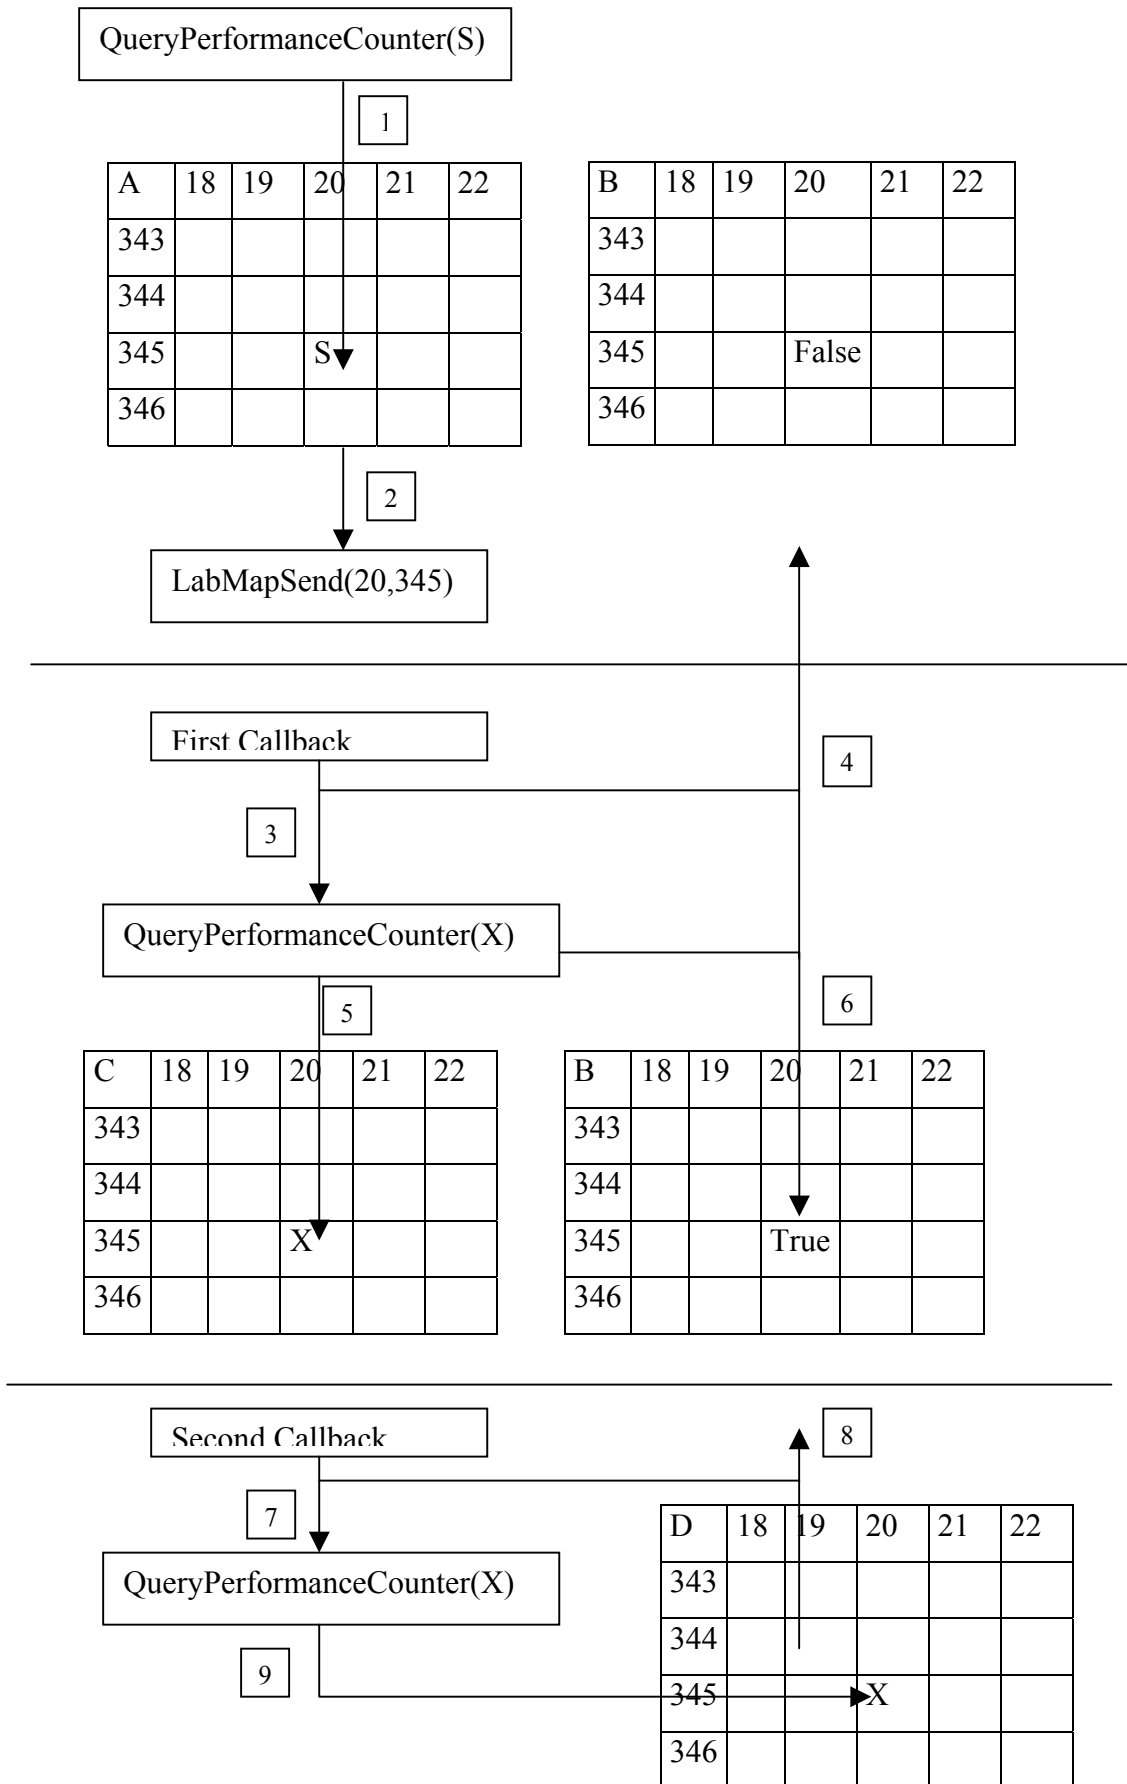 QueryPerformanceCounter(S)
1
A 18 19 20 21 22
343
344
345 S
346
B 18 19 20 21 22
343
344
345 False
346
2
LabMapSend(20,345)
First Callback
4
3
QueryPerformanceCounter(X)
5
6
C 18 19 20 21 22
343
344
345 X
346
B 18 19 20 21 22
343
344
345 True
346
Second Callback
8
7
QueryPerformanceCounter(X)
9
D 18 19 20 21 22
343
344
345 X
346